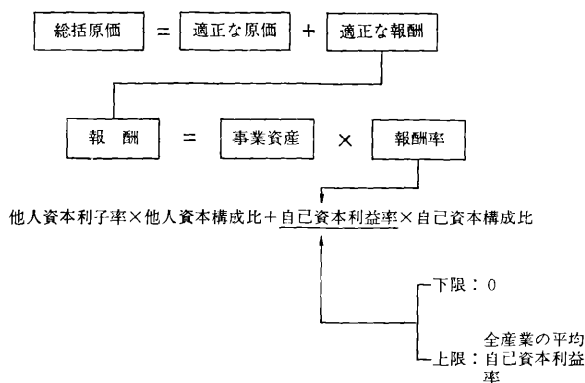 総括原価 = 適正な原価 + 適正な報酬
報酬 = 事業資産 × 報酬率
他人資本利子率×他人資本構成比+自己資本利益率×自己資本構成比
下限：0
上限：全産業の平均
自己資本利益
率